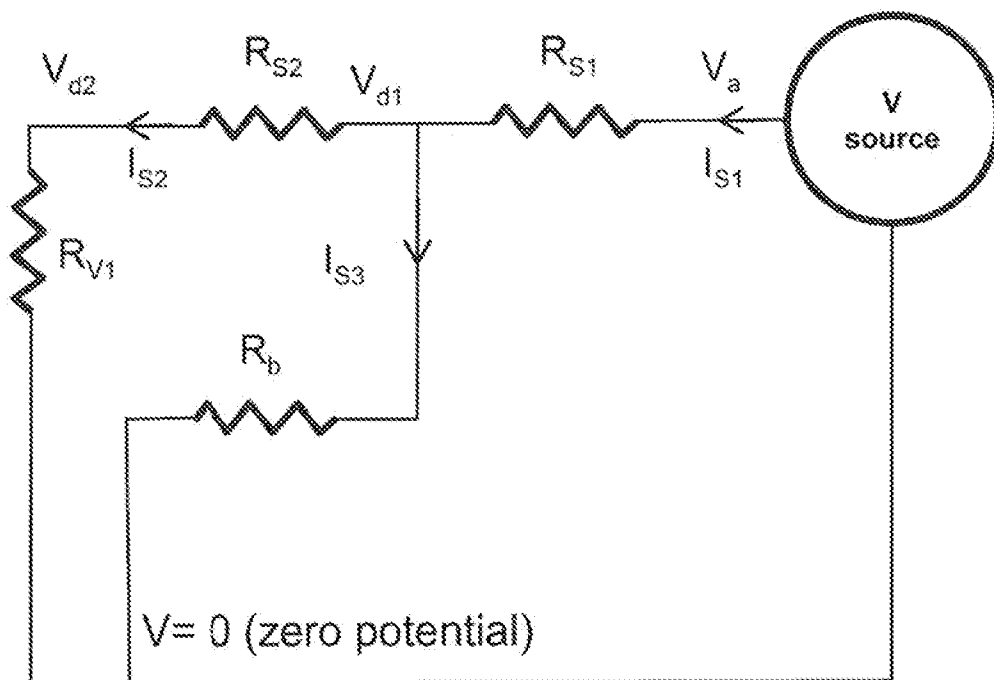 V_d2
R_S2
V_d1
R_S1
V_a
V
source
I_S2
I_S1
R_V1
I_S3
R_b
V= 0 (zero potential)